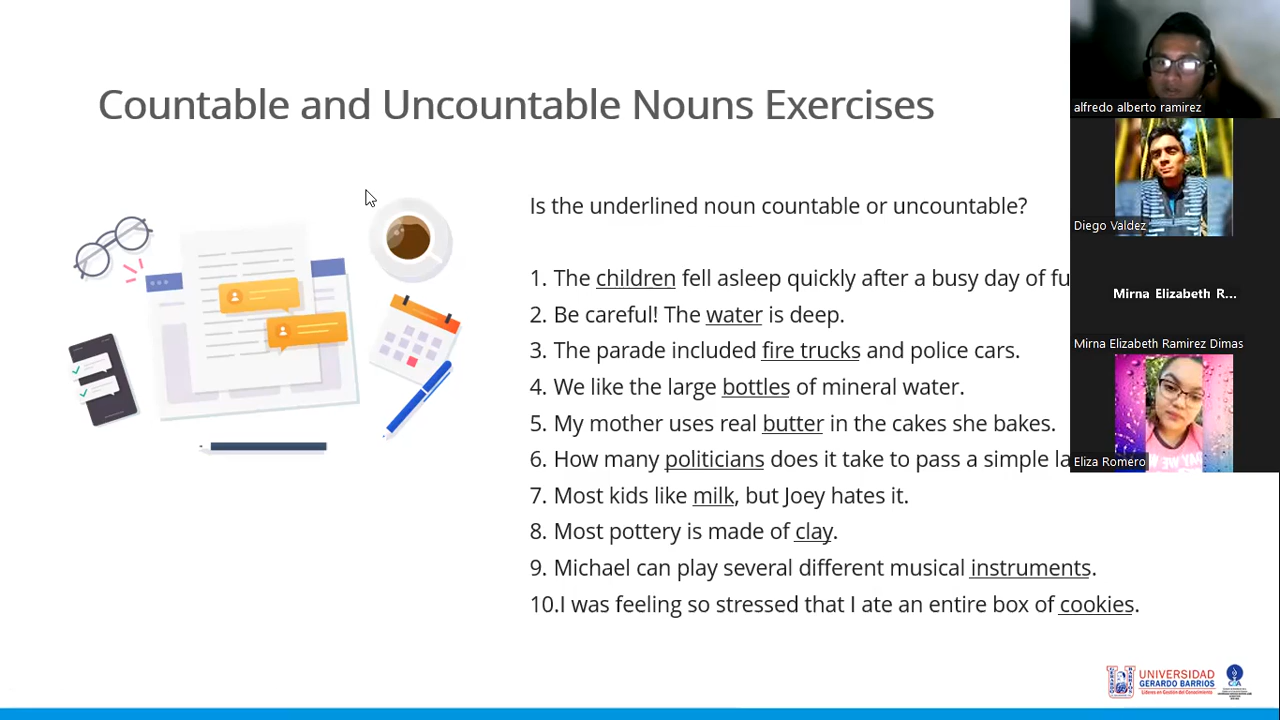 Countable and Uncountable Nouns Exercises
Is the underlined noun countable or uncountable?
1. The children fell asleep quickly after a busy day of fu
2. Be careful! The water is deep.
3. The parade included fire trucks and police cars.
4. We like the large bottles of mineral water.
5. My mother uses real butter in the cakes she bakes.
6. How many politicians does it take to pass a simple la
7. Most kids like milk, but Joey hates it.
8. Most pottery is made of clay.
9. Michael can play several different musical instruments.
10.I was feeling so stressed that I ate an entire box of cookies.
alfredo alberto ramirez
Diego Valdez
Mirna Elizabeth R...
Mirna Elizabeth Ramirez Dimas
Eliza Romero
UNIVERSIDAD
GERARDO BARRIOS
Líderes en Gestión del Conocimiento